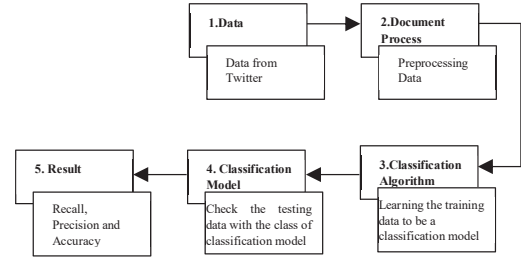 1.Data
Data from
Twitter
2.Document
Process
Preprocessing
Data
3.Classification
Algorithm
Learning the training
data to be a
classification model
4. Classification
Model
Check the testing
data with the class of
classification model
5. Result
Recall,
Precision and
Accuracy